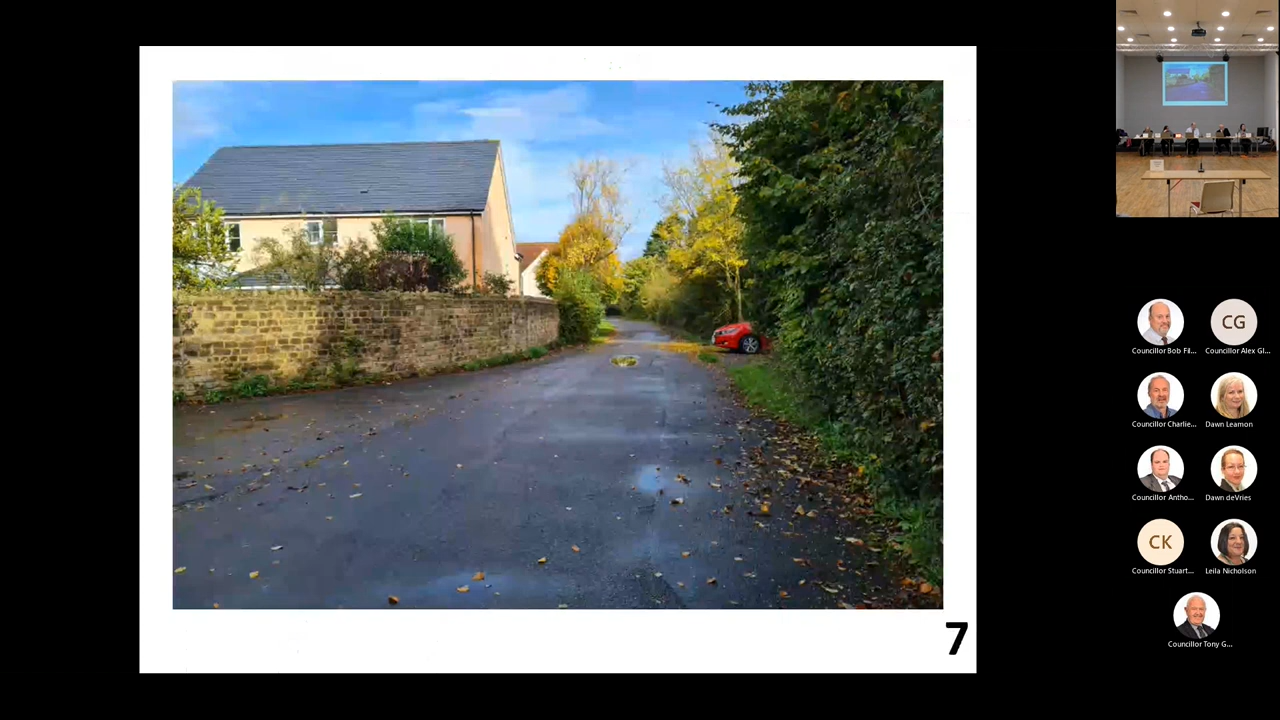 7
CG
Councillor Bob Fil...
Councillor Alex Gl...
Councillor Charlie...
Dawn Leamon
Councillor Antho...
Dawn deVries
CK
Councillor Stuart...
Leila Nicholson
Councillor Tony G...